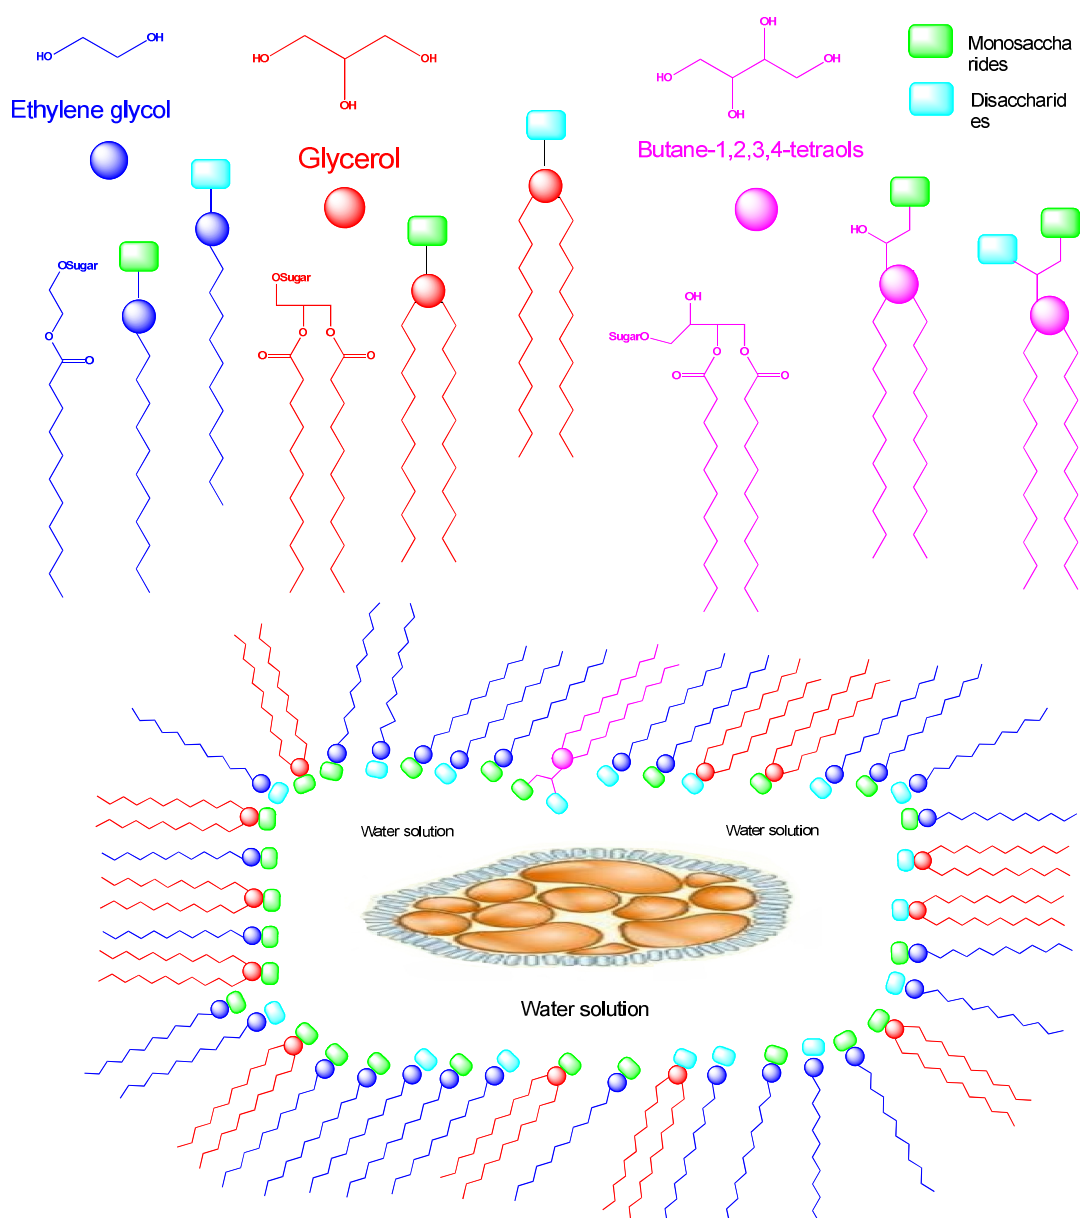 HO
OH
Ethylene glycol
HO
OH
OH
Glycerol
OH
HO
OH
OH
Butane-1,2,3,4-tetraols
Monosaccha
rides
Disaccharid
es
OSugar
O
O
OSugar
O
O
O
O
OH
SugarO
O
O
O
O
HO
Water solution
Water solution
Water solution